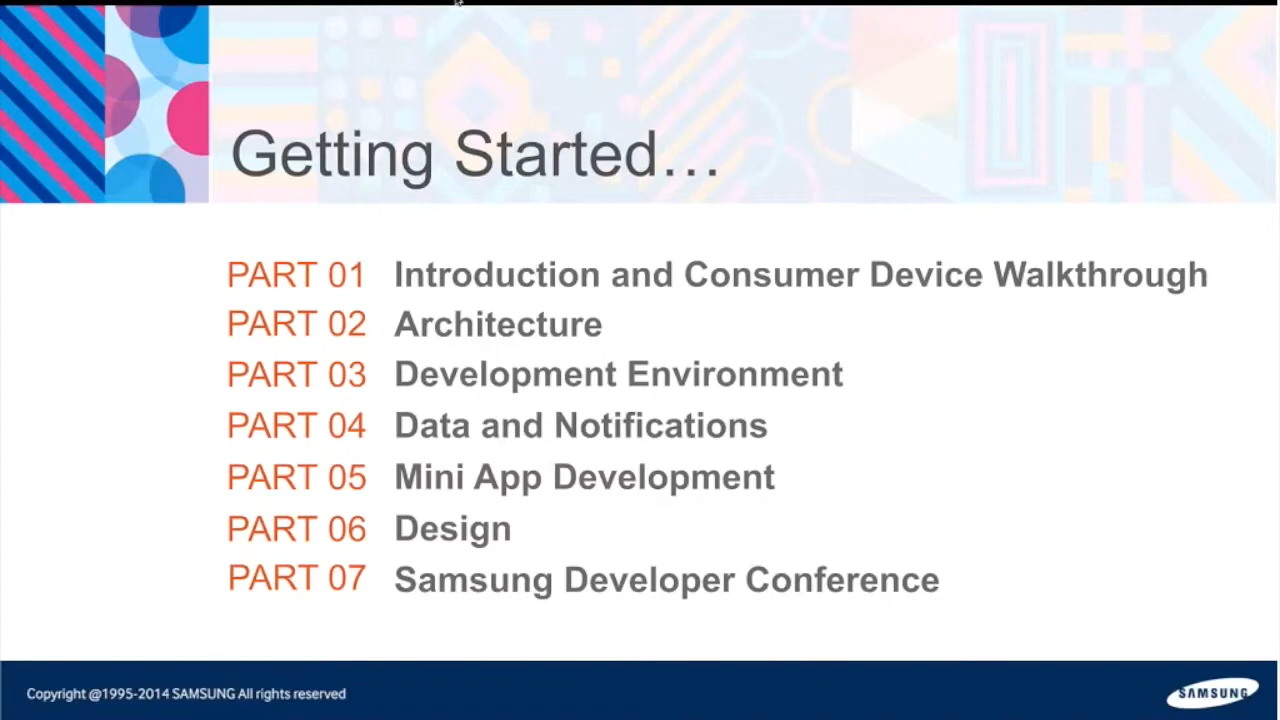 Getting Started…
PART 01 Introduction and Consumer Device Walkthrough
PART 02 Architecture
PART 03 Development Environment
PART 04 Data and Notifications
PART 05 Mini App Development
PART 06 Design
PART 07 Samsung Developer Conference
Copyright @1995-2014 SAMSUNG All rights reserved
SAMSUNG